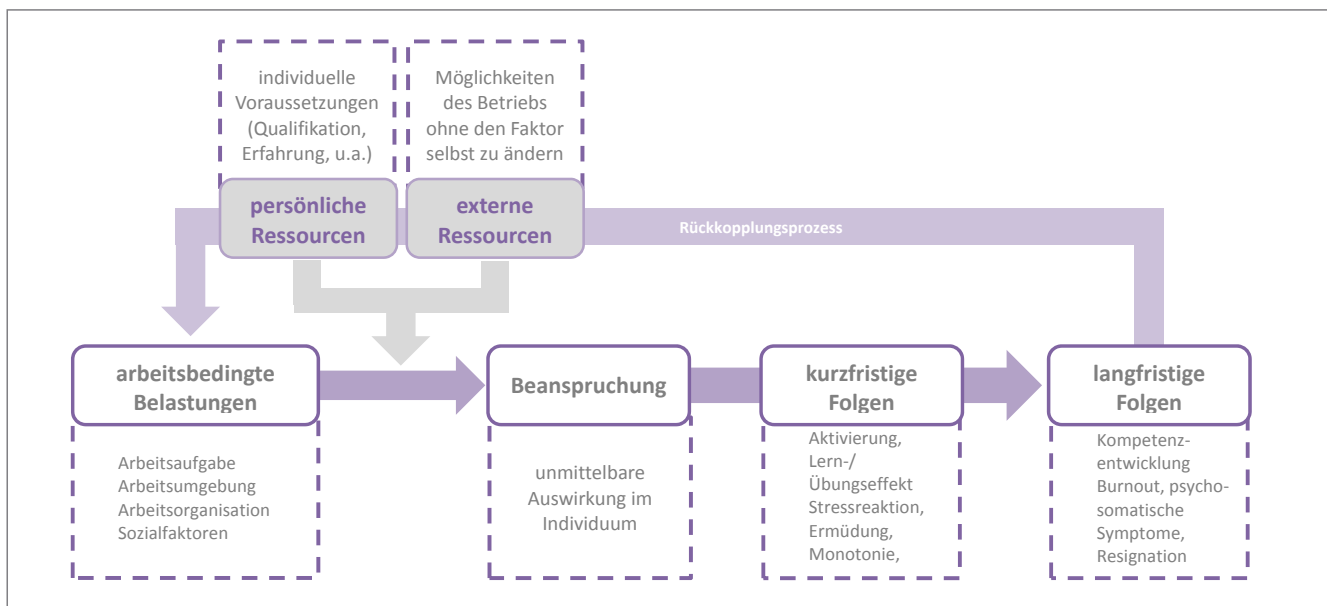 individuelle
Voraussetzungen
(Qualifikation,
Erfahrung, u.a.)
Möglichkeiten
des Betriebs
ohne den Faktor
selbst zu ändern
persönliche
Ressourcen
externe
Ressourcen
Rückkopplungsprozess
arbeitsbedingte
Belastungen
Beanspruchung
kurzfristige
Folgen
langfristige
Folgen
Arbeitsaufgabe
Arbeitsumgebung
Arbeitsorganisation
Sozialfaktoren
unmittelbare
Auswirkung im
Individuum
Aktivierung,
Lern-/
Übungseffekt
Stressreaktion,
Ermüdung,
Monotonie,
Kompetenz-
entwicklung
Burnout, psycho-
somatische
Symptome,
Resignation